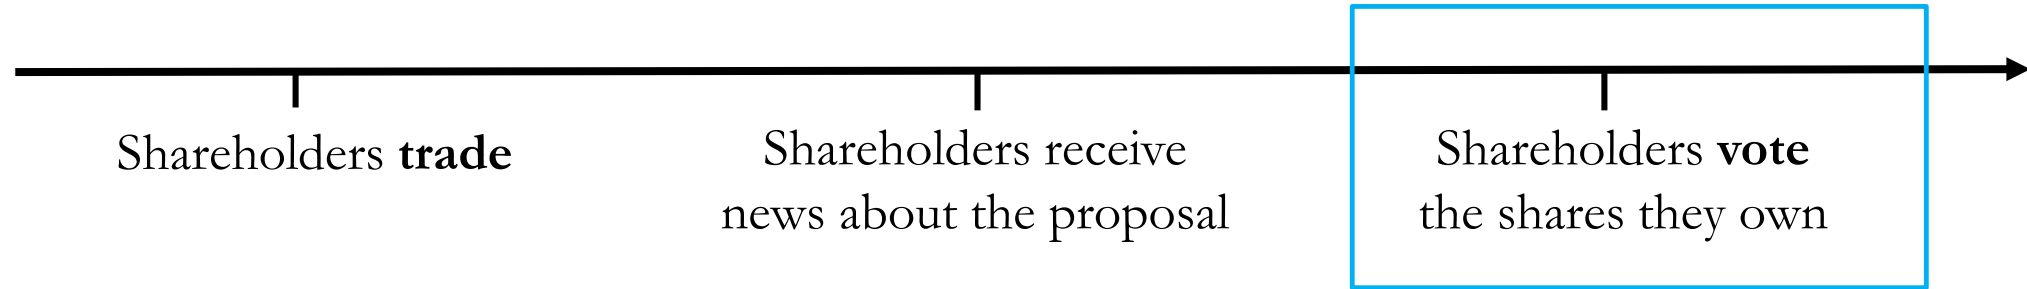 Shareholders trade
Shareholders receive
news about the proposal
Shareholders vote
the shares they own